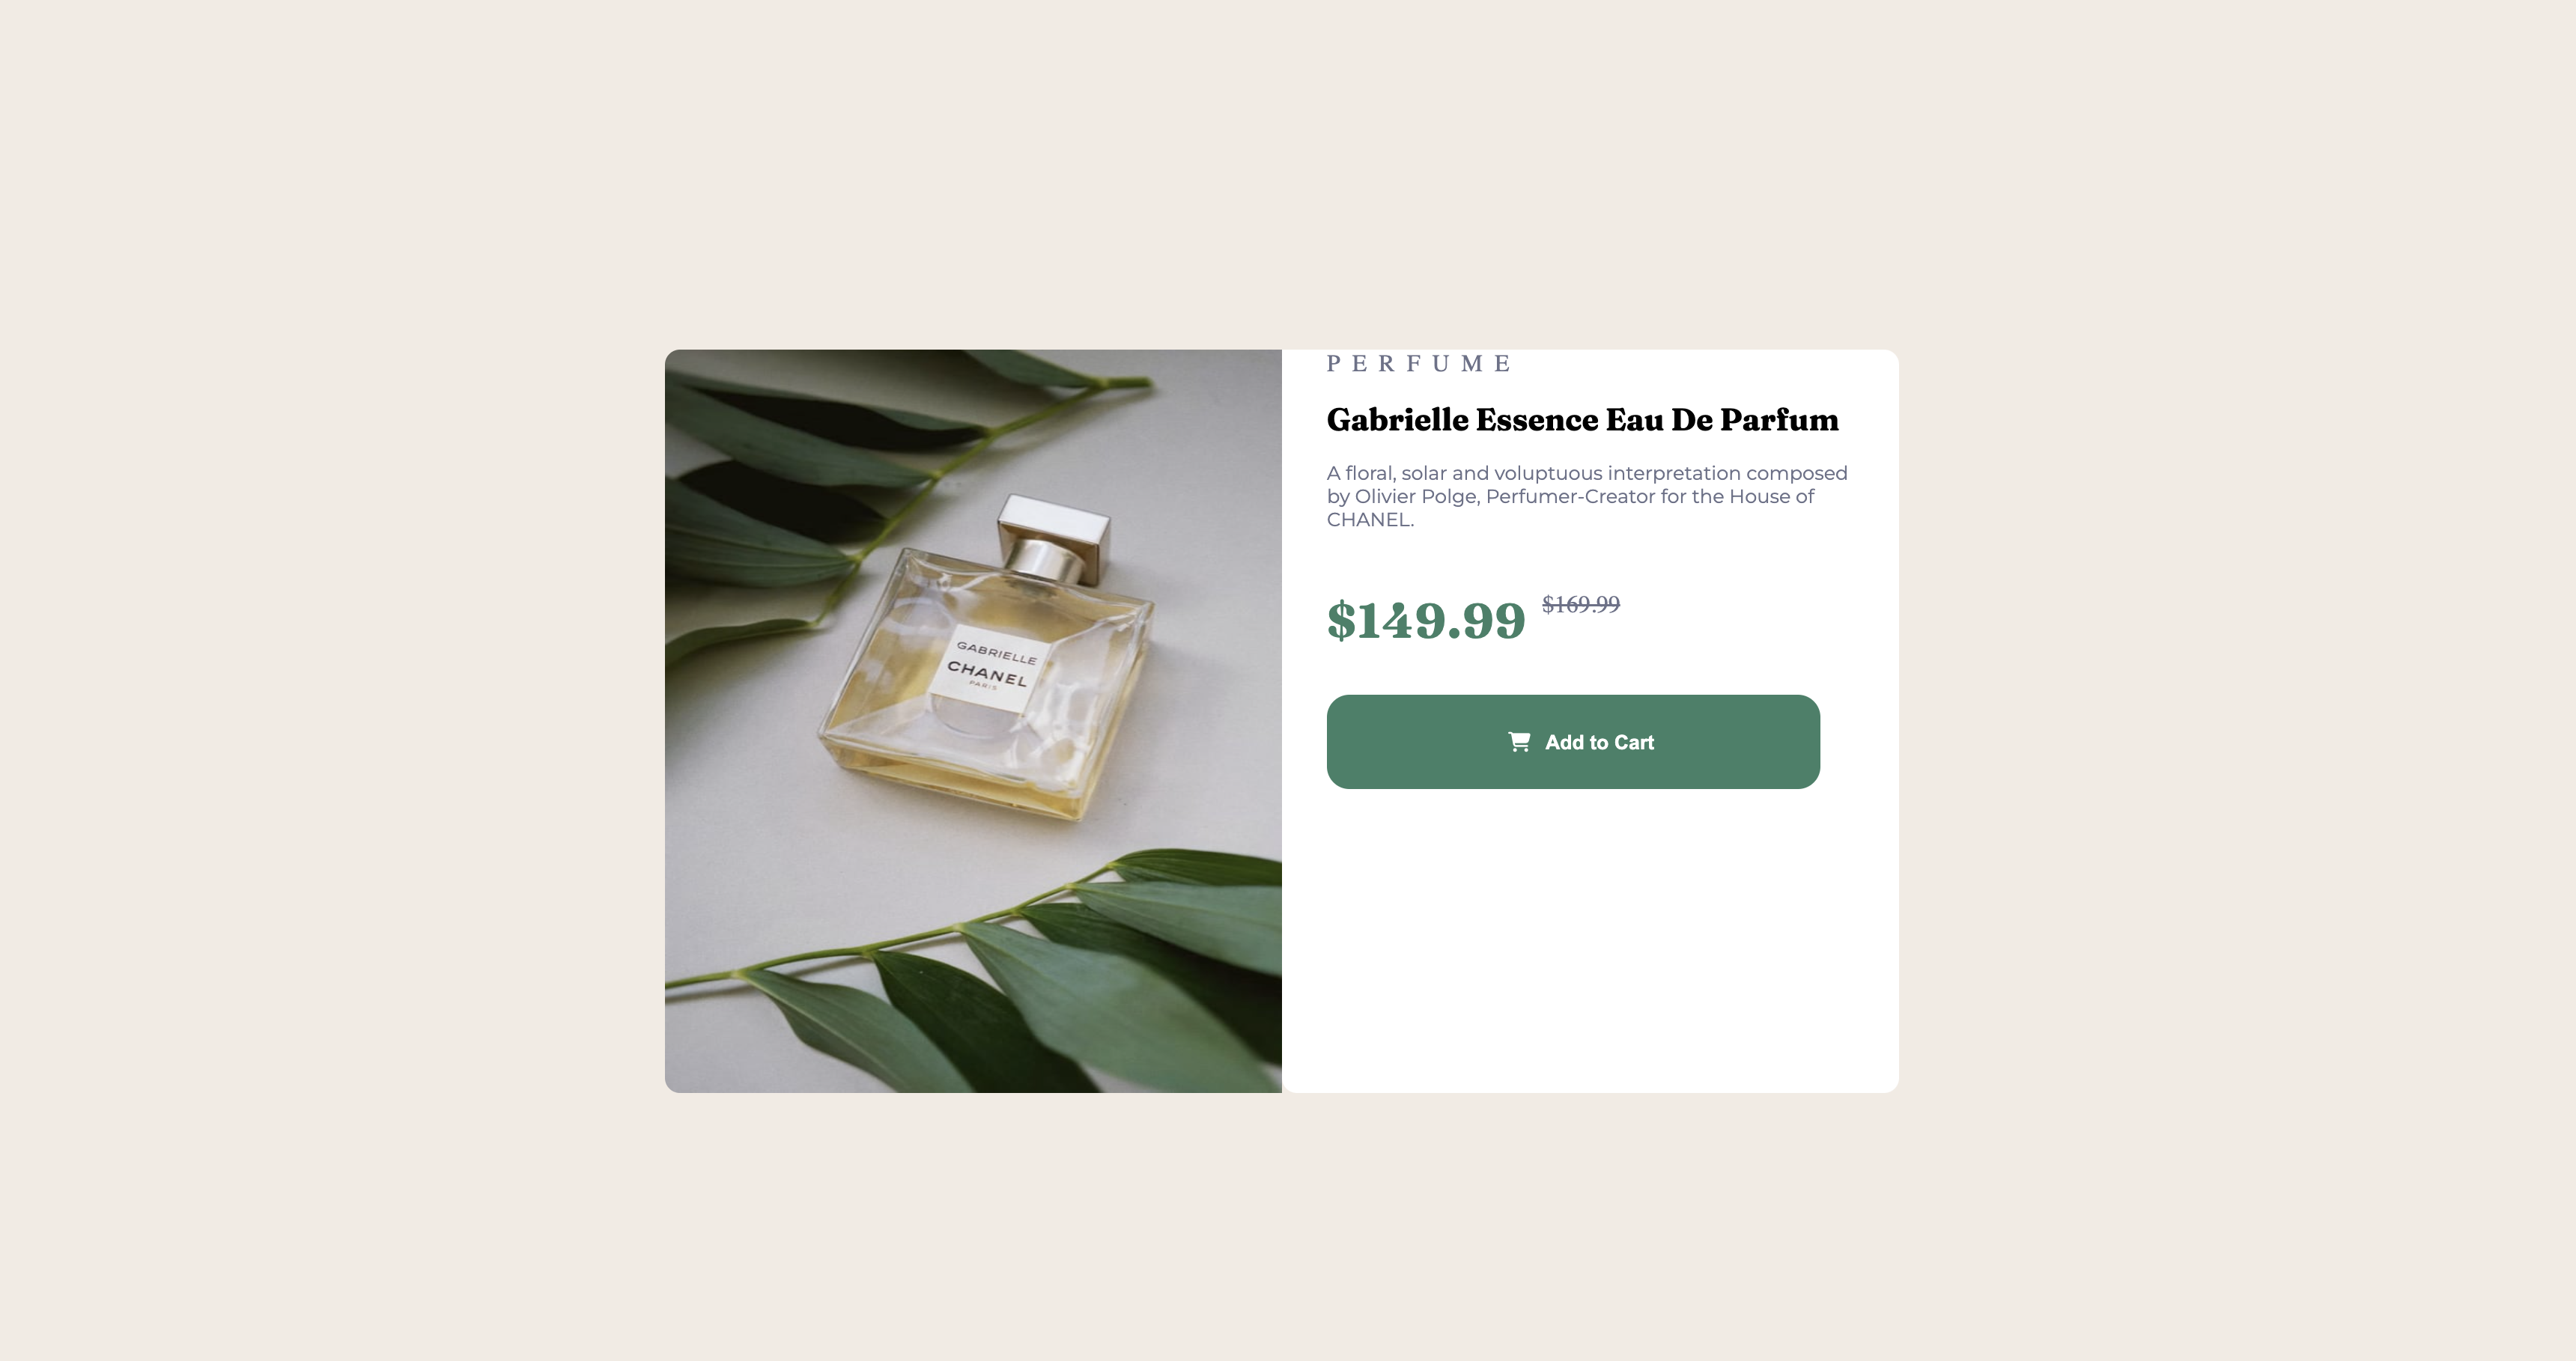 GABRIELLE
CHANEL
PARIS
PERFUME
Gabrielle Essence Eau De Parfum
A floral, solar and voluptuous interpretation composed
by Olivier Polge, Perfumer-Creator for the House of
CHANEL.
$149.99 $169.99
Add to Cart